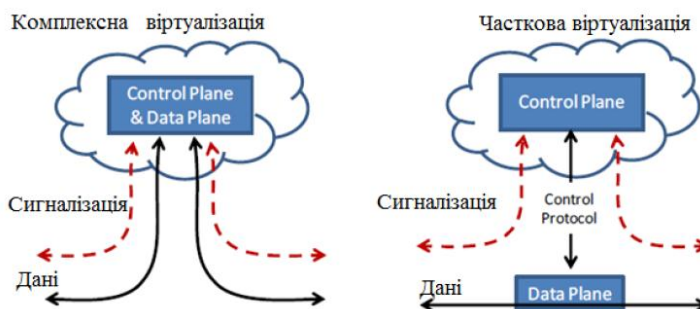 Комплексна віртуалізація
Control Plane
& Data Plane
Сигналізація
Дані
Часткова віртуалізація
Control Plane
Сигналізація
Control
Protocol
Дані
Data Plane